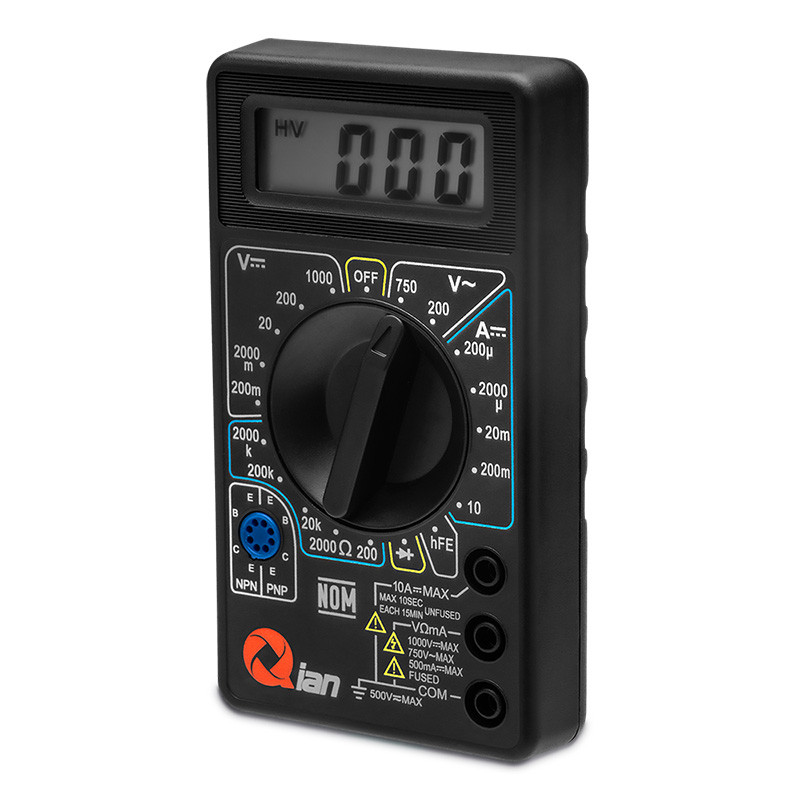 HV 000
V⎓
1000
OFF
750
V~
200
200
A⎓
20
200µ
2000
m
2000
µ
200m
20m
2000
k
200m
200k
10
E E
B B
C C
E E
NPN PNP
20k
2000Ω 200
hFE
NOM
10A⎓MAX
MAX 10SEC
EACH 15MIN UNFUSED
VΩmA
1000V⎓MAX
750V~MAX
500mA⎓MAX
FUSED
COM
500V⎓MAX
Qian